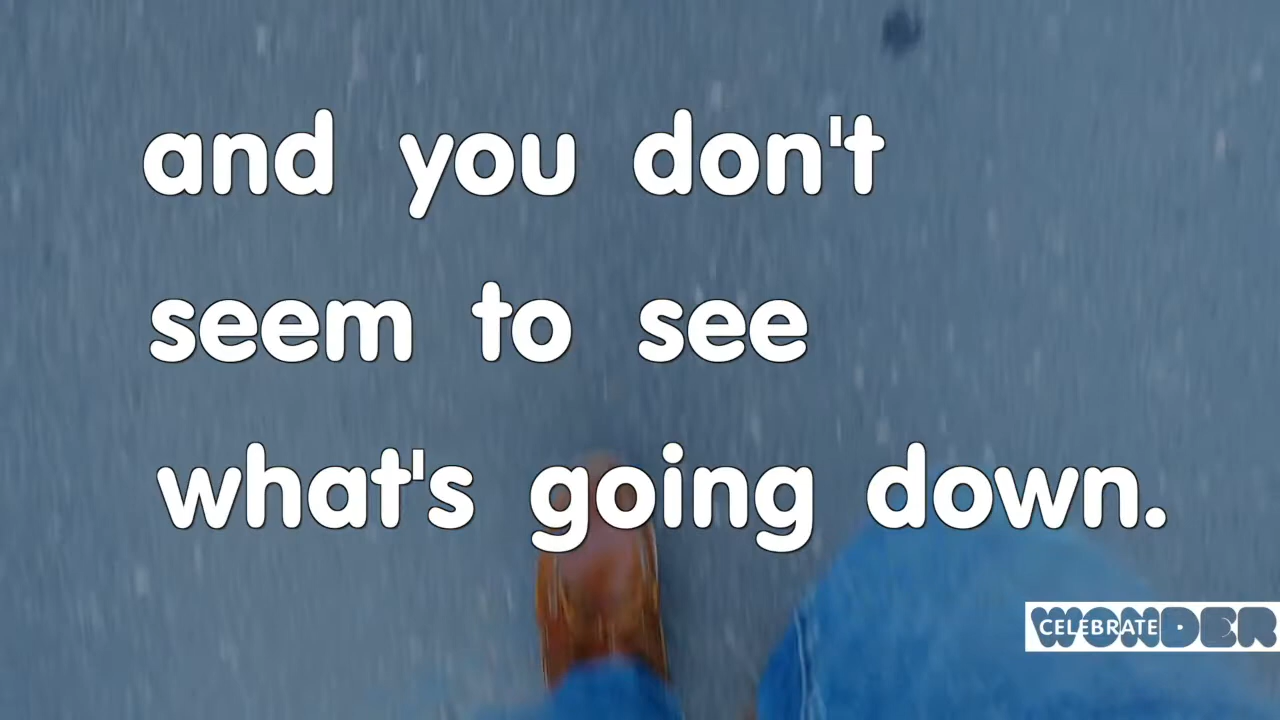 and you don't
seem to see
what's going down.
CELEBRATE WONDER